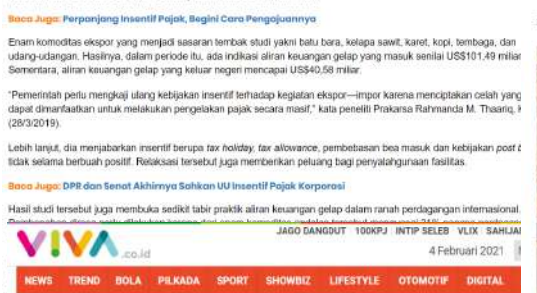 Baca Juga: Perpanjang Insentif Pajak, Begini Cara Pengajuannya
Enam komoditas ekspor yang menjadi sasaran tembak studi yakni batu bara, kelapa sawit, karet, kopi, tembaga, dan
udang-udangan. Hasilnya, dalam periode itu, ada indikasi aliran keuangan gelap yang masuk senilai US$101,49 miliar
Sementara, aliran keuangan gelap yang keluar negeri mencapai US$40,58 miliar.
"Pemerintah perlu mengkaji ulang kebijakan insentif terhadap kegiatan ekspor—impor karena menciptakan celah yang
dapat dimanfaatkan untuk melakukan pengelakan pajak secara masif," kata peneliti Prakarsa Rahmanda M. Thaariq,
(28/3/2019).
Lebih lanjut, dia menjabarkan insentif berupa tax holiday, tax allowance, pembebasan bea masuk dan kebijakan post
tidak selama berbuah positif. Relaksasi tersebut juga memberikan peluang bagi penyalahgunaan fasilitas.
Baca Juga: DPR dan Senat Akhirnya Sahkan UU Insentif Pajak Korporasi
Hasil studi tersebut juga membuka sedikit tabir praktik aliran keuangan gelap dalam ranah perdagangan internasional.
JAGO DANGDUT 100KPJ INTIP SELEB VLIX SAHIJA
VIVA.co.id
4 Februari 2021
NEWS TREND BOLA PILKADA SPORT SHOWBIZ LIFESTYLE OTOMOTIF DIGITAL